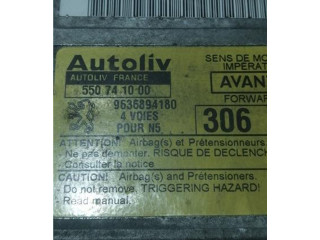 Autoliv
AUTOLIV FRANCE
550 74 10 00
9636894180
4 VOIES
POUR N5
SENS DE MO
IMPERAT
AVAN
FORWAR
306
ATTENTION! Airbag(s) et Prétensionneurs
- Ne pas démonter. RISQUE DE DECLENCH
- Consulter la notice
CAUTION! Airbag(s) and Pretensioners.
- Do not remove, TRIGGERING HAZARD!
- Read manual.